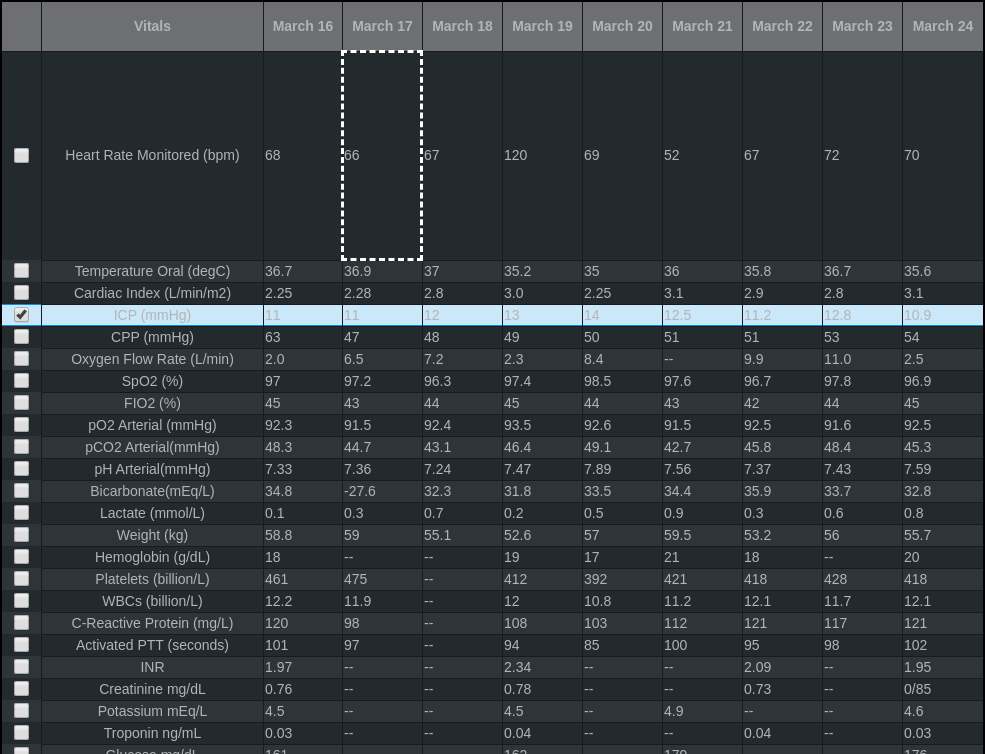 Vitals March 16 March 17 March 18 March 19 March 20 March 21 March 22 March 23 March 24
Heart Rate Monitored (bpm) 68 66 67 120 69 52 67 72 70
Temperature Oral (degC) 36.7 36.9 37 35.2 35 36 35.8 36.7 35.6
Cardiac Index (L/min/m2) 2.25 2.28 2.8 3.0 2.25 3.1 2.9 2.8 3.1
ICP (mmHg) 11 11 12 13 14 12.5 11.2 12.8 10.9
CPP (mmHg) 63 47 48 49 50 51 51 53 54
Oxygen Flow Rate (L/min) 2.0 6.5 7.2 2.3 8.4 -- 9.9 11.0 2.5
SpO2 (%) 97 97.2 96.3 97.4 98.5 97.6 96.7 97.8 96.9
FIO2 (%) 45 43 44 45 44 43 42 44 45
pO2 Arterial (mmHg) 92.3 91.5 92.4 93.5 92.6 91.5 92.5 91.6 92.5
pCO2 Arterial(mmHg) 48.3 44.7 43.1 46.4 49.1 42.7 45.8 48.4 45.3
pH Arterial(mmHg) 7.33 7.36 7.24 7.47 7.89 7.56 7.37 7.43 7.59
Bicarbonate(mEq/L) 34.8 -27.6 32.3 31.8 33.5 34.4 35.9 33.7 32.8
Lactate (mmol/L) 0.1 0.3 0.7 0.2 0.5 0.9 0.3 0.6 0.8
Weight (kg) 58.8 59 55.1 52.6 57 59.5 53.2 56 55.7
Hemoglobin (g/dL) 18 -- -- 19 17 21 18 -- 20
Platelets (billion/L) 461 475 -- 412 392 421 418 428 418
WBCs (billion/L) 12.2 11.9 -- 12 10.8 11.2 12.1 11.7 12.1
C-Reactive Protein (mg/L) 120 98 -- 108 103 112 121 117 121
Activated PTT (seconds) 101 97 -- 94 85 100 95 98 102
INR 1.97 -- -- 2.34 -- -- 2.09 -- 1.95
Creatinine mg/dL 0.76 -- -- 0.78 -- -- 0.73 -- 0/85
Potassium mEq/L 4.5 -- -- 4.5 -- 4.9 -- -- 4.6
Troponin ng/mL 0.03 -- -- 0.04 -- -- 0.04 -- 0.03
Glucose mg/dL